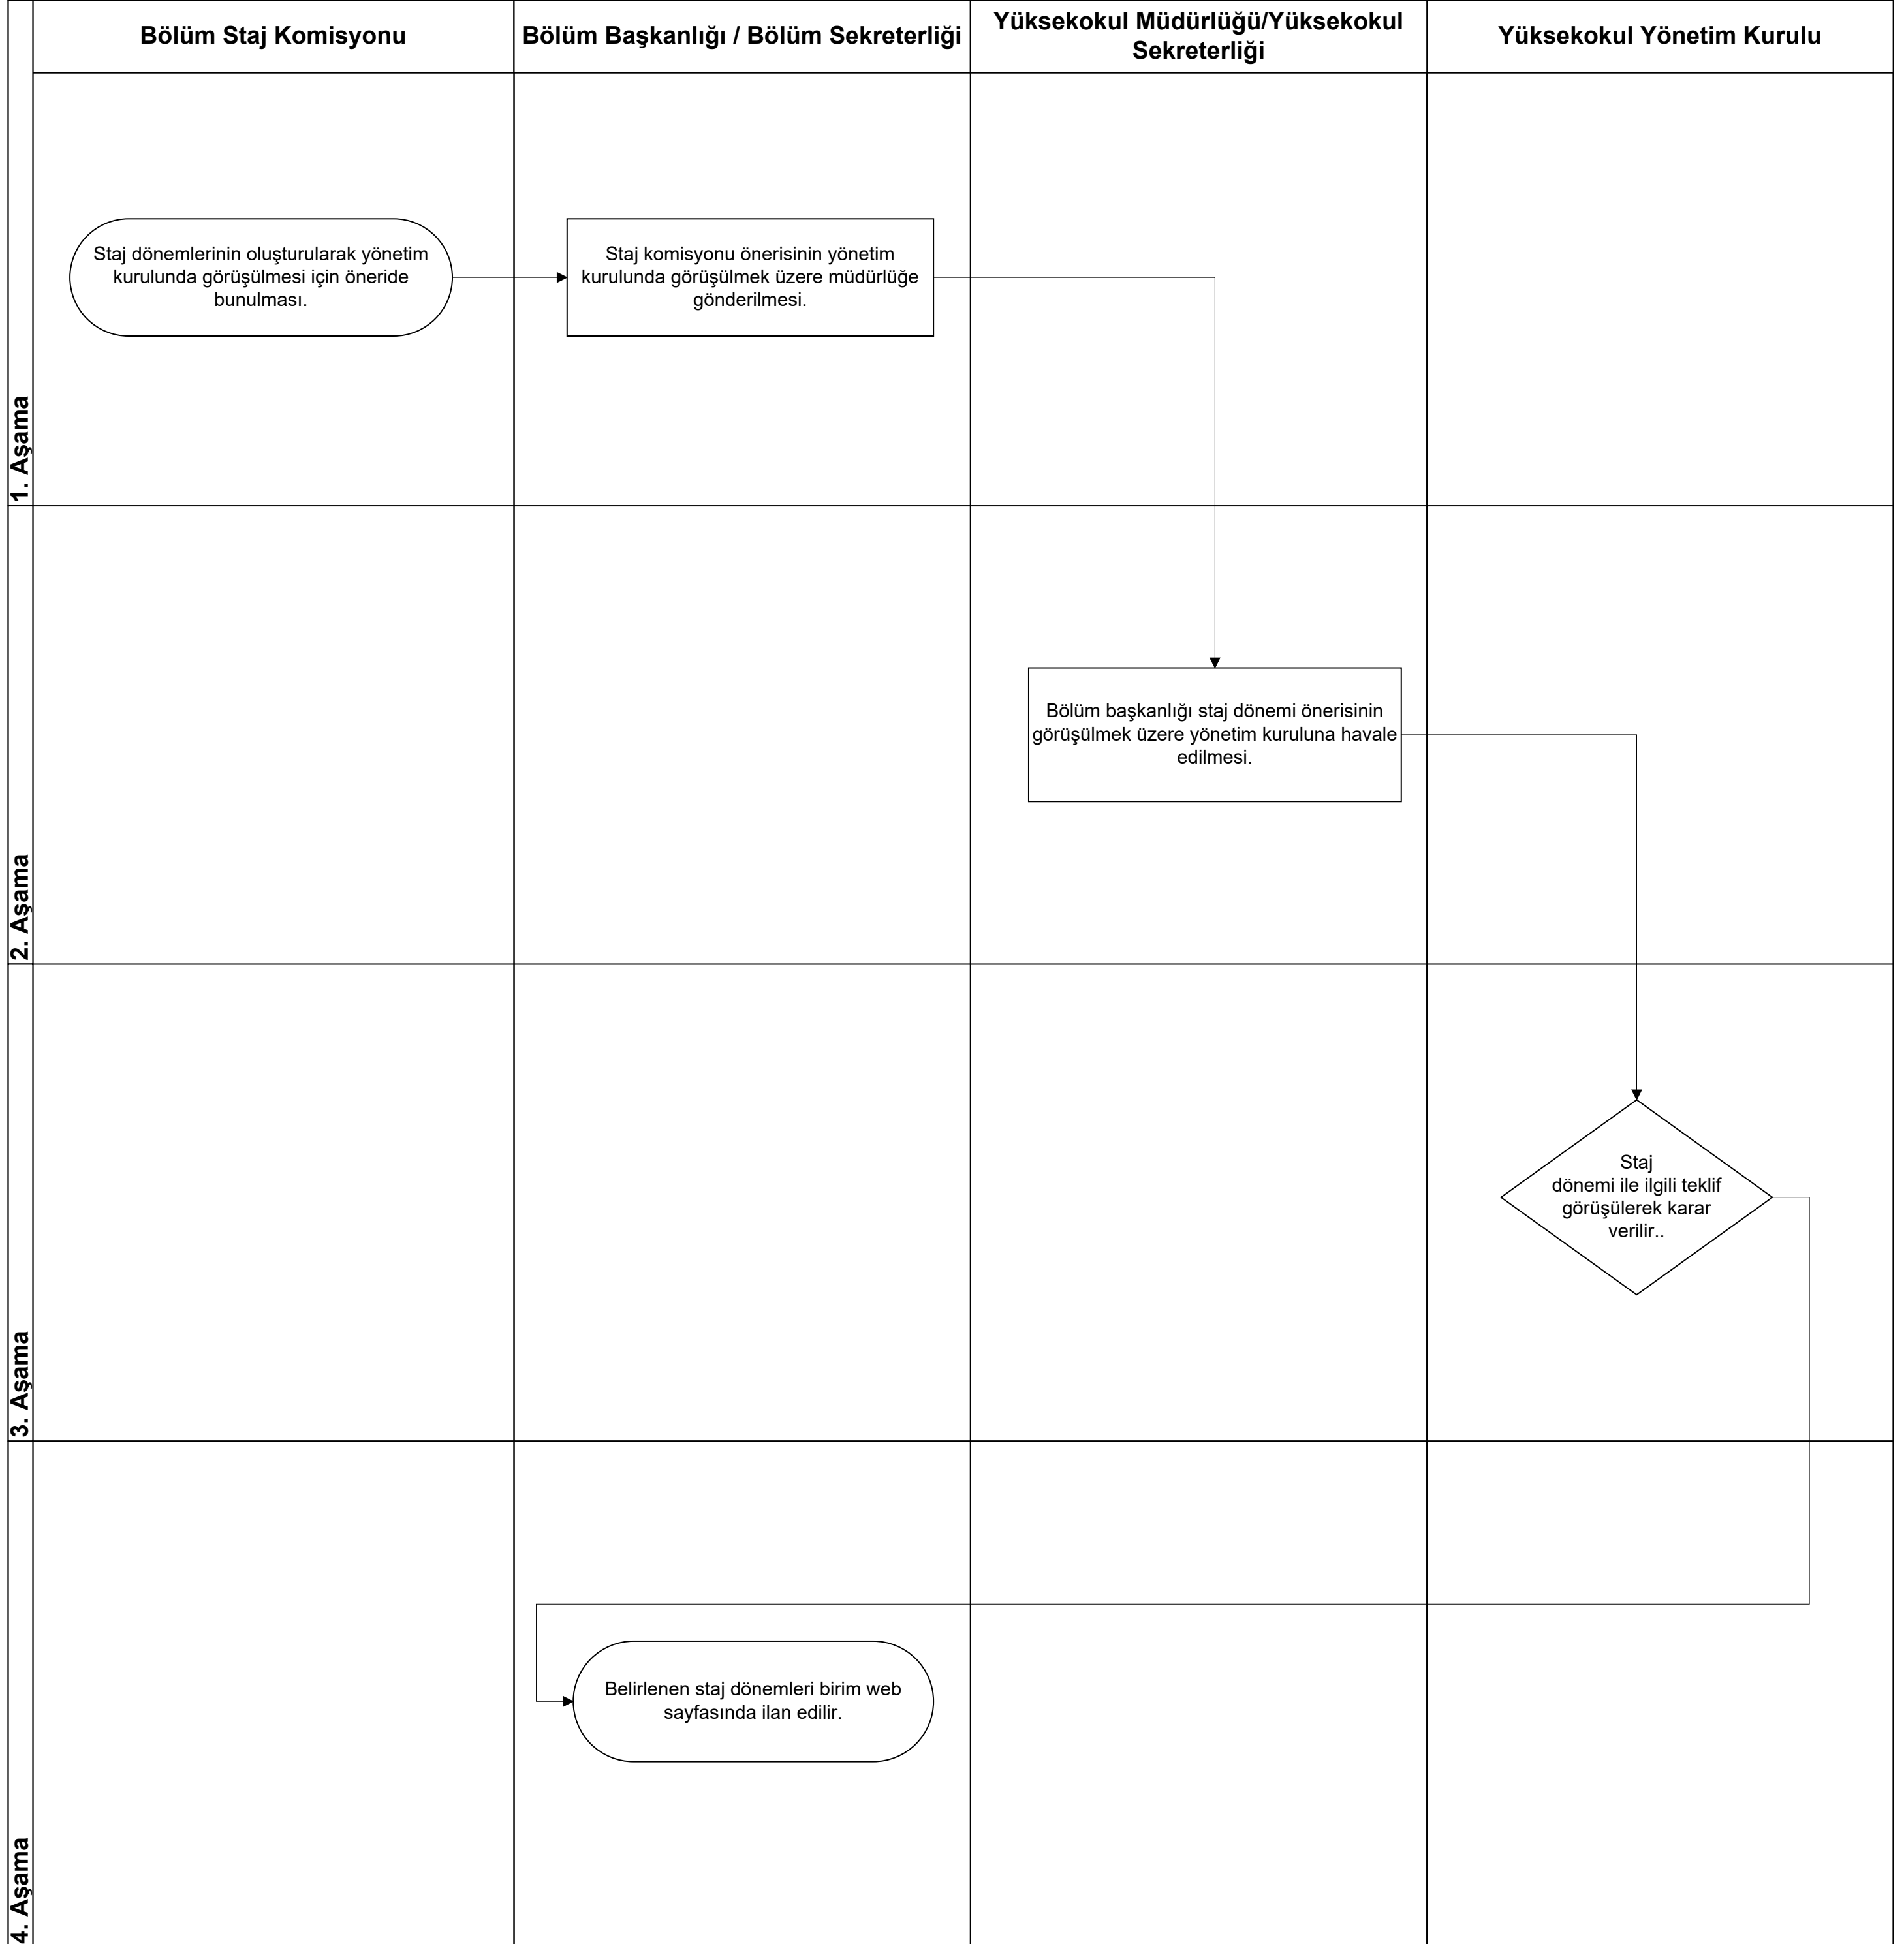 Bölüm Staj Komisyonu
Bölüm Başkanlığı / Bölüm Sekreterliği
Yüksekokul Müdürlüğü/Yüksekokul
Sekreterliği
Yüksekokul Yönetim Kurulu
1. Aşama
Staj dönemlerinin oluşturularak yönetim
kurulunda görüşülmesi için öneride
bunulması.
Staj komisyonu önerisinin yönetim
kurulunda görüşülmek üzere müdürlüğe
gönderilmesi.
2. Aşama
Bölüm başkanlığı staj dönemi önerisinin
görüşülmek üzere yönetim kuruluna havale
edilmesi.
3. Aşama
Staj
dönemi ile ilgili teklif
görüşülerek karar
verilir..
4. Aşama
Belirlenen staj dönemleri birim web
sayfasında ilan edilir.